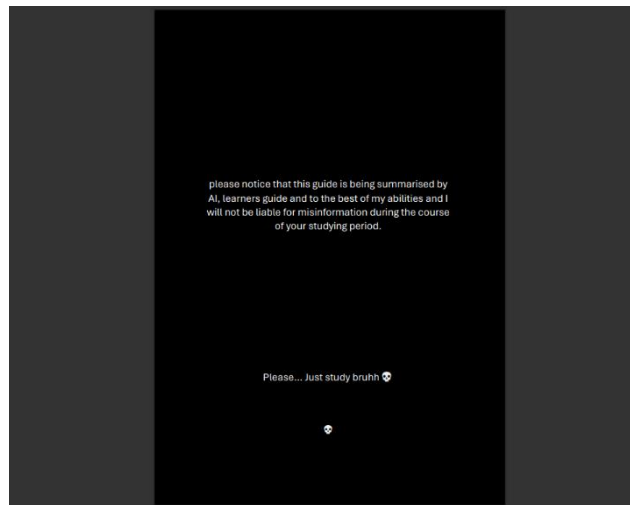 please notice that this guide is being summarised by
AI, learners guide and to the best of my abilities and I
will not be liable for misinformation during the course
of your studying period.
Please... Just study bruhh 💀
💀